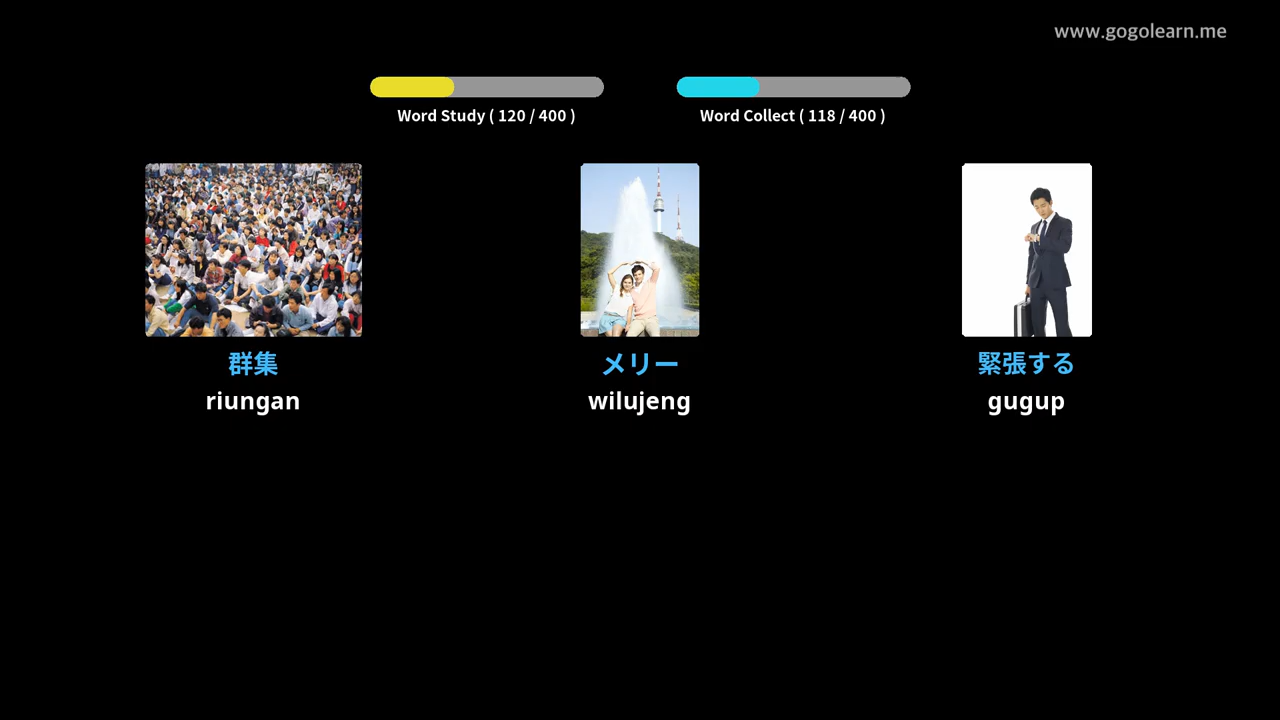 www.gogolearn.me
Word Study ( 120 / 400 )
Word Collect ( 118 / 400 )
群集
メリー
緊張する
riungan
wilujeng
gugup